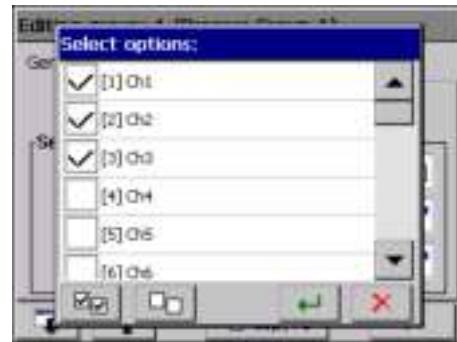 Select options:
[1] Ch1
[2] Ch2
[3] Ch3
[4] Ch4
[5] Ch5
[6] Ch6